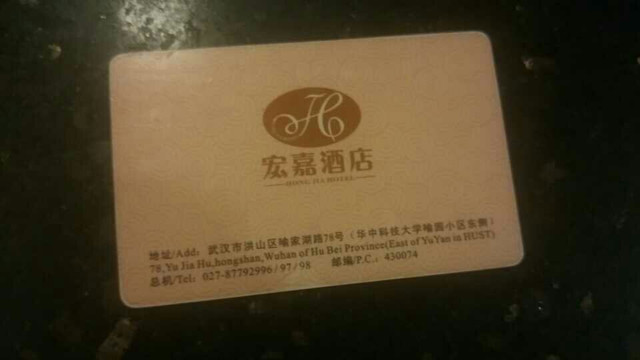 H
宏嘉酒店
HONG JIA HOTEL
地址/Add: 武汉市洪山区喻家湖路78号（华中科技大学喻园小区东侧）
78,Yu Jia Hu,hongshan,Wuhan of Hu Bei Province(East of YuYuan in HUST)
总机/Tel: 027-87792996/97/98 邮编/P.C.: 430074